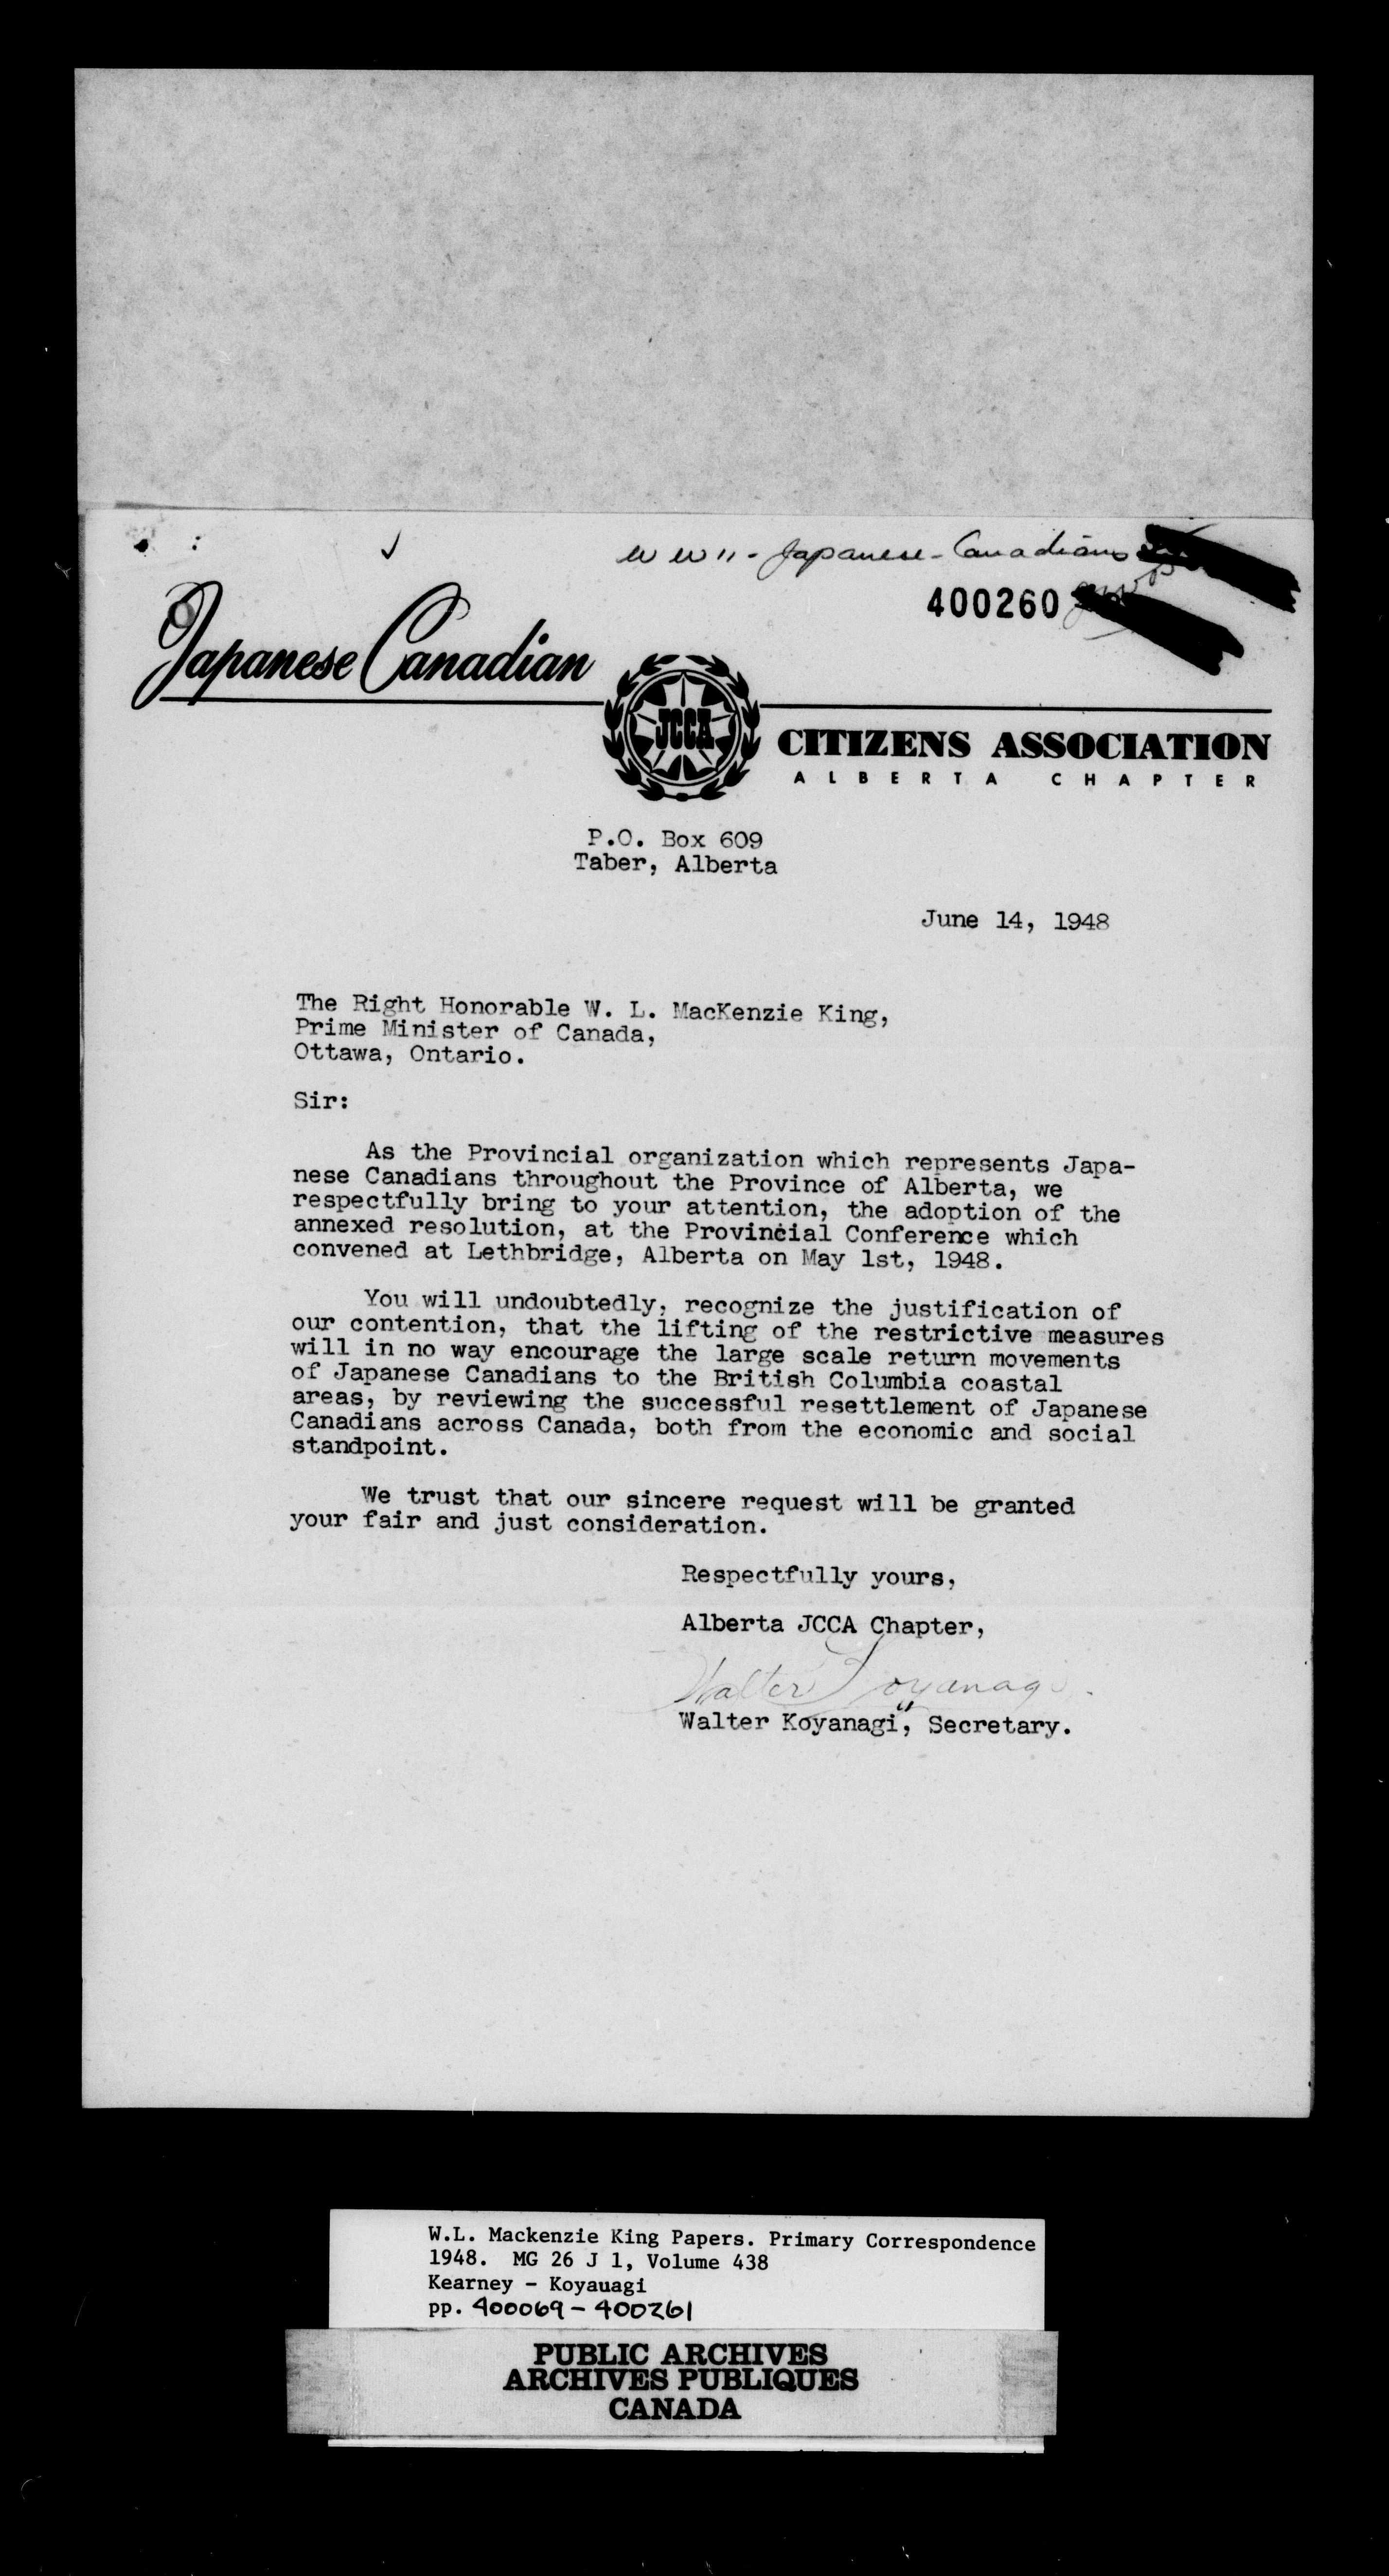 WWII - Japanese-Canadians
400260
Japanese Canadian
JCCA
CITIZENS ASSOCIATION
ALBERTA CHAPTER
P.O. Box 609
Taber, Alberta
June 14, 1948
The Right Honorable W. L. MacKenzie King,
Prime Minister of Canada,
Ottawa, Ontario.
Sir:
As the Provincial organization which represents Japa-
nese Canadians throughout the Province of Alberta, we
respectfully bring to your attention, the adoption of the
annexed resolution, at the Provincial Conference which
convened at Lethbridge, Alberta on May 1st, 1948.
You will undoubtedly, recognize the justification of
our contention, that the lifting of the restrictive measures
will in no way encourage the large scale return movements
of Japanese Canadians to the British Columbia coastal
areas, by reviewing the successful resettlement of Japanese
Canadians across Canada, both from the economic and social
standpoint.
We trust that our sincere request will be granted
your fair and just consideration.
Respectfully yours,
Alberta JCCA Chapter,
Walter Koyanagi
Walter Koyanagi, Secretary.
W.L. Mackenzie King Papers. Primary Correspondence
1948. MG 26 J 1, Volume 438
Kearney - Koyauagi
pp. 400069 - 400261
PUBLIC ARCHIVES
ARCHIVES PUBLIQUES
CANADA